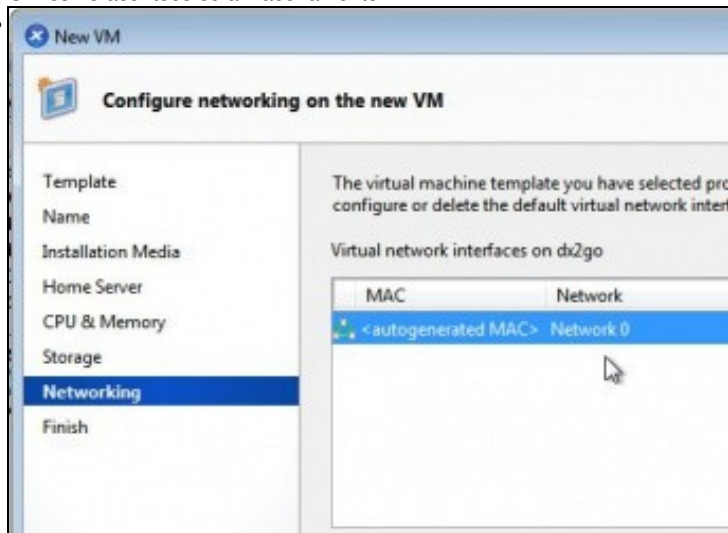 New VM
Configure networking on the new VM
Template
Name
Installation Media
Home Server
CPU & Memory
Storage
Networking
Finish
The virtual machine template you have selected pro
configure or delete the default virtual network interf
Virtual network interfaces on dx2go
MAC Network
<autogenerated MAC> Network 0